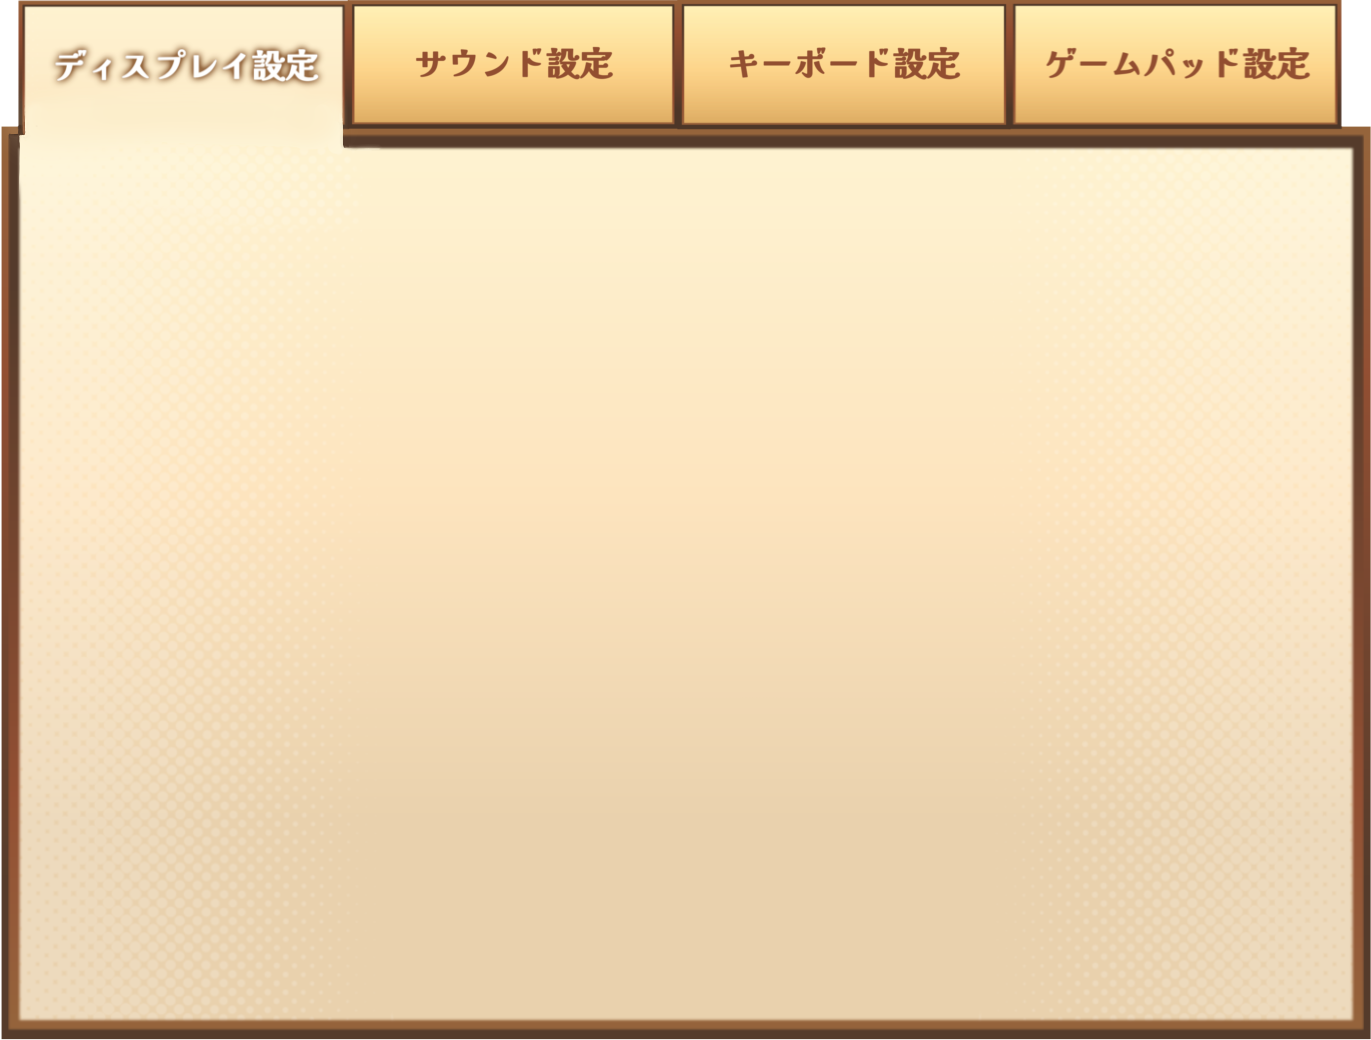 ディスプレイ設定
サウンド設定
キーボード設定
ゲームパッド設定